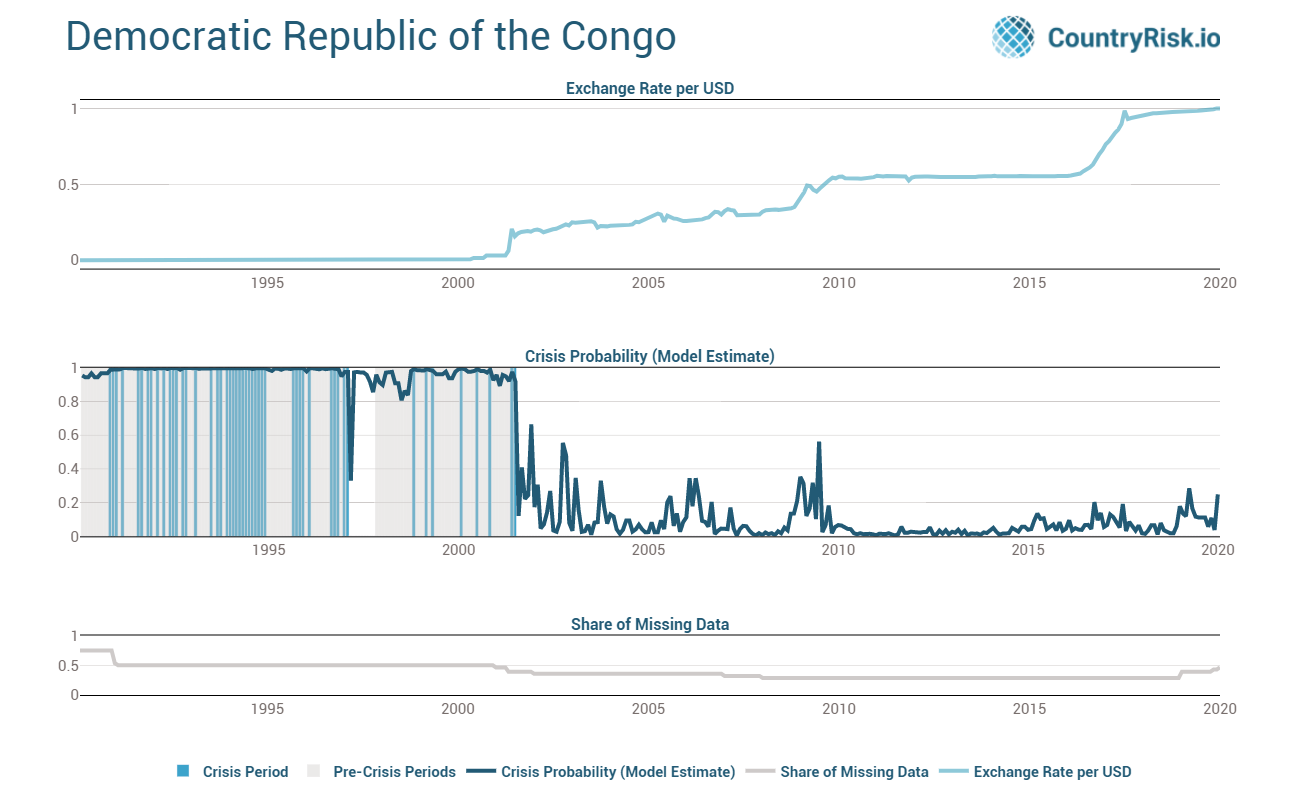 Democratic Republic of the Congo
CountryRisk.io
Exchange Rate per USD
1
0.5
0
1995 2000 2005 2010 2015 2020
Crisis Probability (Model Estimate)
1
0.8
0.6
0.4
0.2
0
1995 2000 2005 2010 2015 2020
Share of Missing Data
1
0.5
0
1995 2000 2005 2010 2015 2020
Crisis Period Pre-Crisis Periods Crisis Probability (Model Estimate) Share of Missing Data Exchange Rate per USD